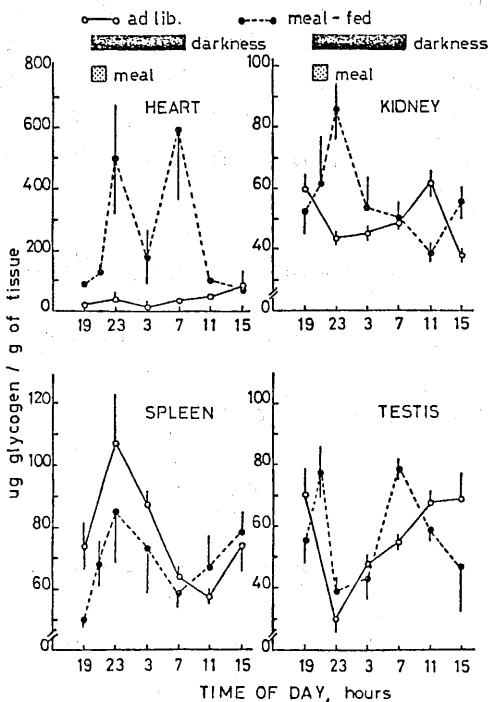 ad lib. meal-fed
darkness darkness
meal meal
HEART KIDNEY
800 600 400 200 0
100 80 60 40 0
19 23 3 7 11 15
19 23 3 7 11 15
ug glycogen / g of tissue
SPLEEN TESTIS
120 100 80 60 0
100 80 60 40 0
19 23 3 7 11 15
19 23 3 7 11 15
TIME OF DAY, hours